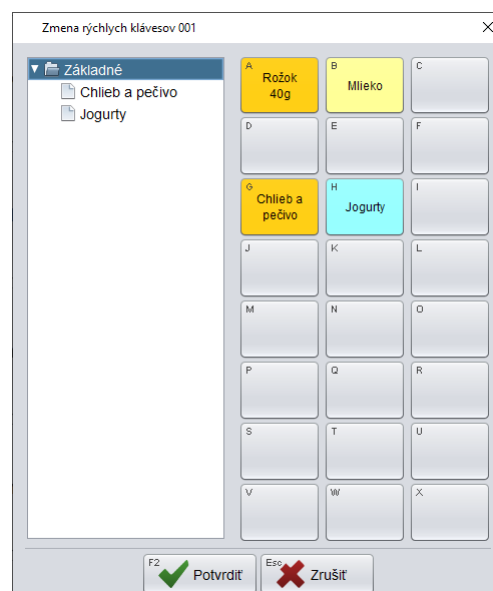 Zmena rýchlych klávesov 001
Základné
Chlieb a pečivo
Jogurty
A
Rožok
40g
B
Mlieko
C
D
E
F
G
Chlieb a
pečivo
H
Jogurty
I
J
K
L
M
N
O
P
Q
R
S
T
U
V
W
X
F2
Potvrdiť
Esc
Zrušiť